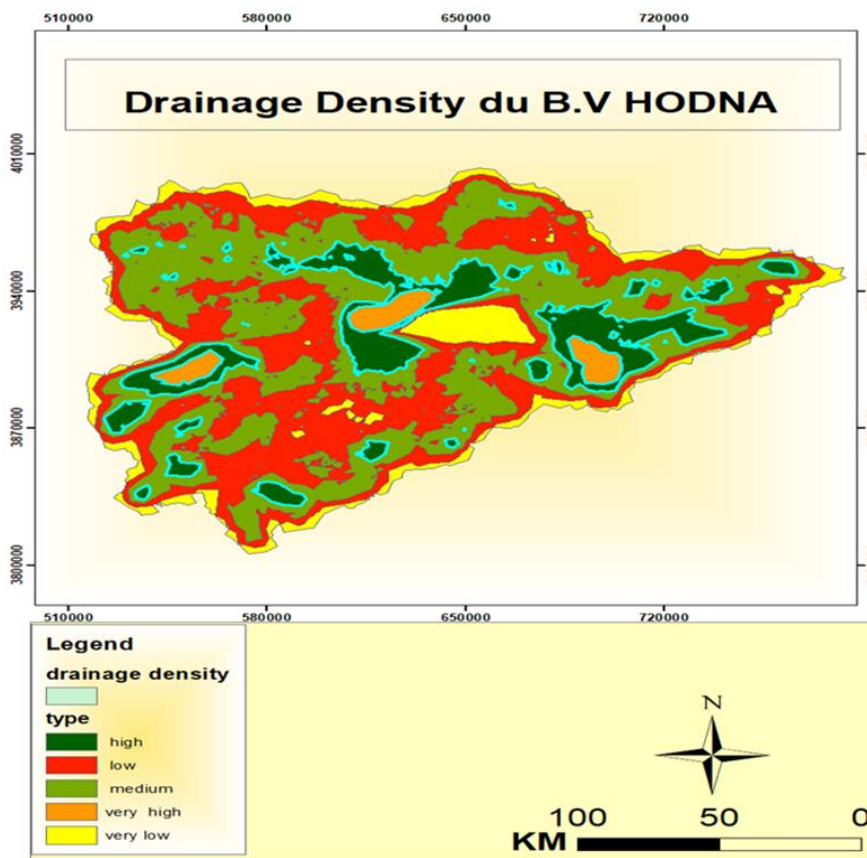 510000 580000 650000 720000
Drainage Density du B.V HODNA
4010000
3940000
3870000
3800000
510000 580000 650000 720000
Legend
drainage density
type
high
low
medium
very high
very low
N
100 50 0
KM